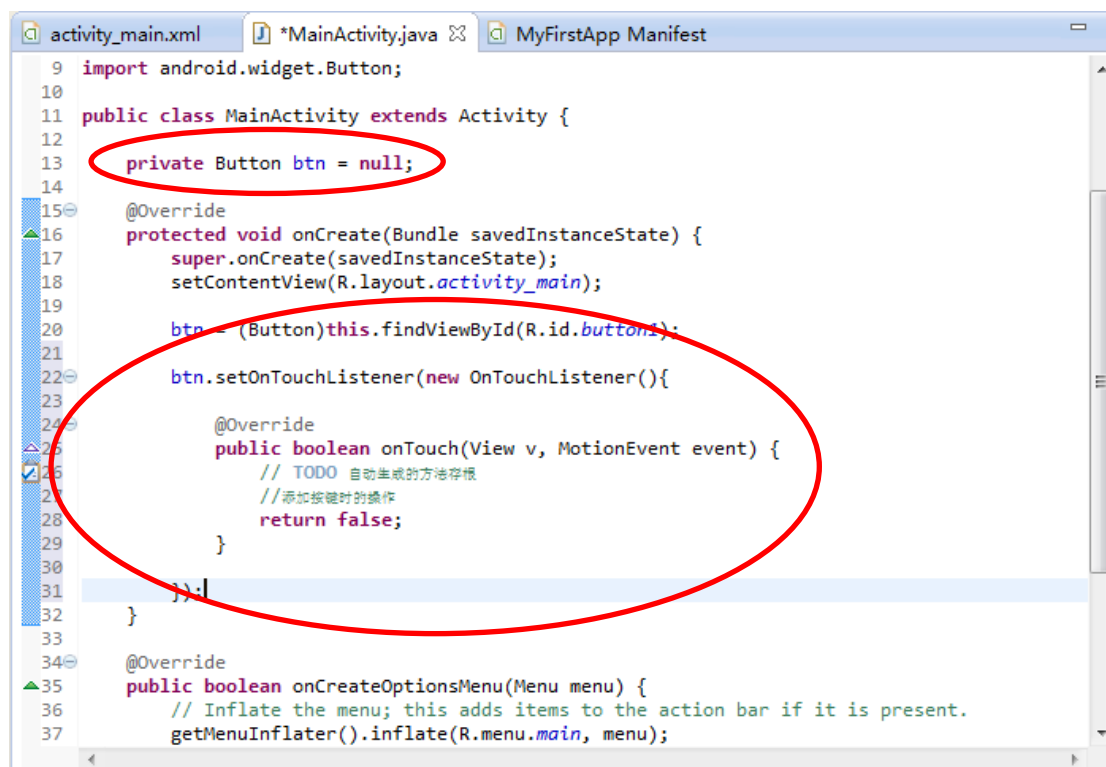 activity_main.xml *MainActivity.java MyFirstApp Manifest
9 import android.widget.Button;
10
11 public class MainActivity extends Activity {
12
13 private Button btn = null;
14
15 @Override
16 protected void onCreate(Bundle savedInstanceState) {
17 super.onCreate(savedInstanceState);
18 setContentView(R.layout.activity_main);
19
20 btn = (Button)this.findViewById(R.id.button1);
21
22 btn.setOnTouchListener(new OnTouchListener(){
23
24 @Override
25 public boolean onTouch(View v, MotionEvent event) {
26 // TODO 自动生成的方法存根
27 //添加按键时的操作
28 return false;
29 }
30
31 });
32 }
33
34 @Override
35 public boolean onCreateOptionsMenu(Menu menu) {
36 // Inflate the menu; this adds items to the action bar if it is present.
37 getMenuInflater().inflate(R.menu.main, menu);